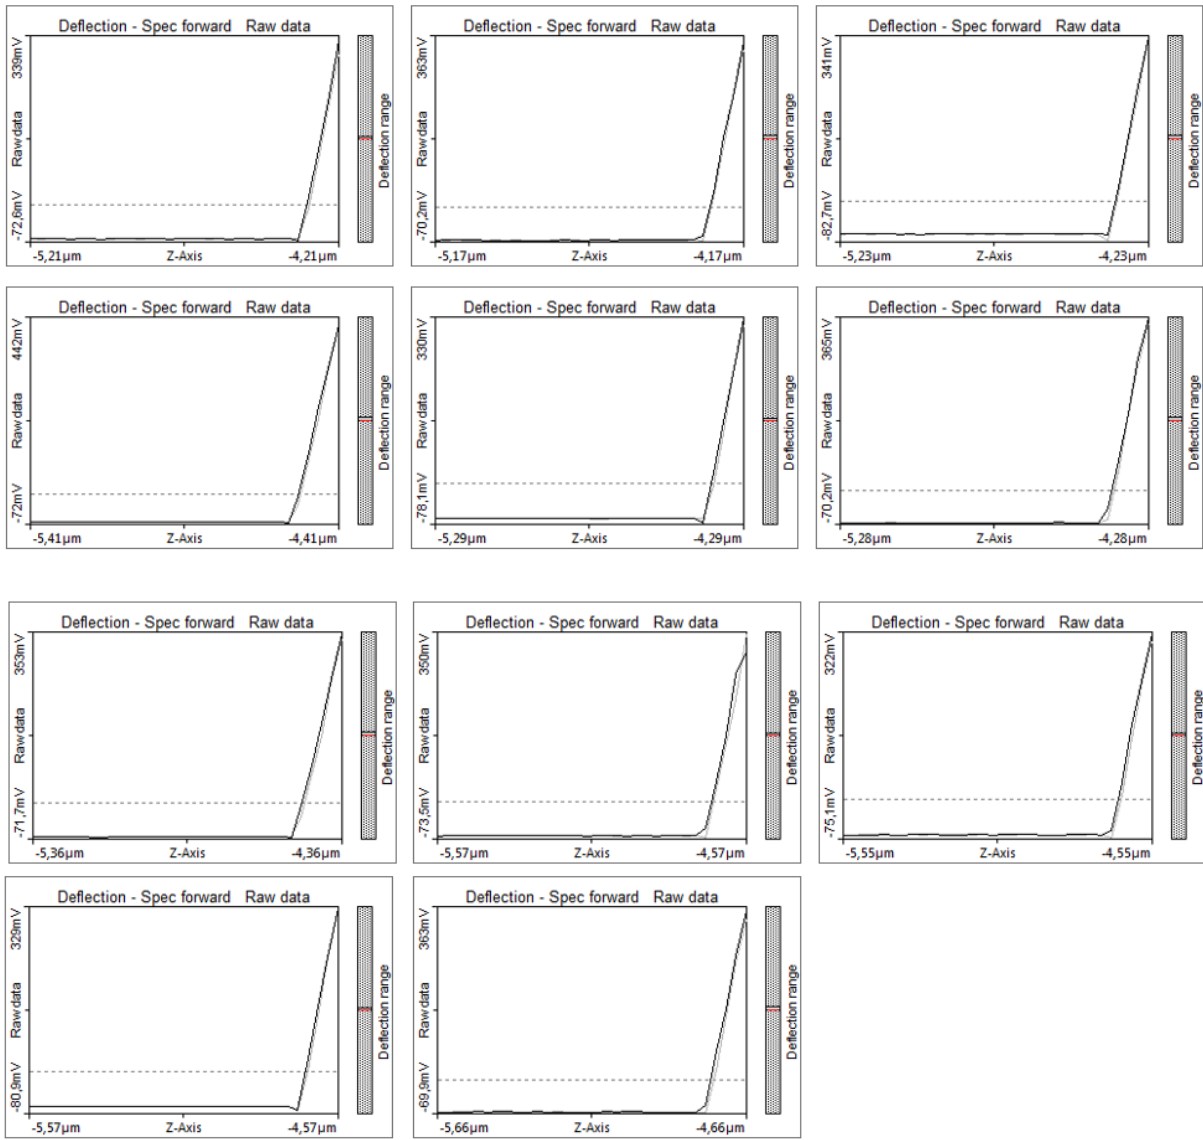 Deflection - Spec forward Raw data
339mV
Raw data
-72,6mV
Deflection range
-5,21µm Z-Axis -4,21µm
Deflection - Spec forward Raw data
363mV
Raw data
-70,2mV
Deflection range
-5,17µm Z-Axis -4,17µm
Deflection - Spec forward Raw data
341mV
Raw data
-82,7mV
Deflection range
-5,23µm Z-Axis -4,23µm
Deflection - Spec forward Raw data
442mV
Raw data
-72mV
Deflection range
-5,41µm Z-Axis -4,41µm
Deflection - Spec forward Raw data
330mV
Raw data
-78,1mV
Deflection range
-5,29µm Z-Axis -4,29µm
Deflection - Spec forward Raw data
365mV
Raw data
-70,2mV
Deflection range
-5,28µm Z-Axis -4,28µm
Deflection - Spec forward Raw data
353mV
Raw data
-71,7mV
Deflection range
-5,36µm Z-Axis -4,36µm
Deflection - Spec forward Raw data
350mV
Raw data
-73,5mV
Deflection range
-5,57µm Z-Axis -4,57µm
Deflection - Spec forward Raw data
322mV
Raw data
-75,1mV
Deflection range
-5,55µm Z-Axis -4,55µm
Deflection - Spec forward Raw data
329mV
Raw data
-80,9mV
Deflection range
-5,57µm Z-Axis -4,57µm
Deflection - Spec forward Raw data
363mV
Raw data
-69,9mV
Deflection range
-5,66µm Z-Axis -4,66µm